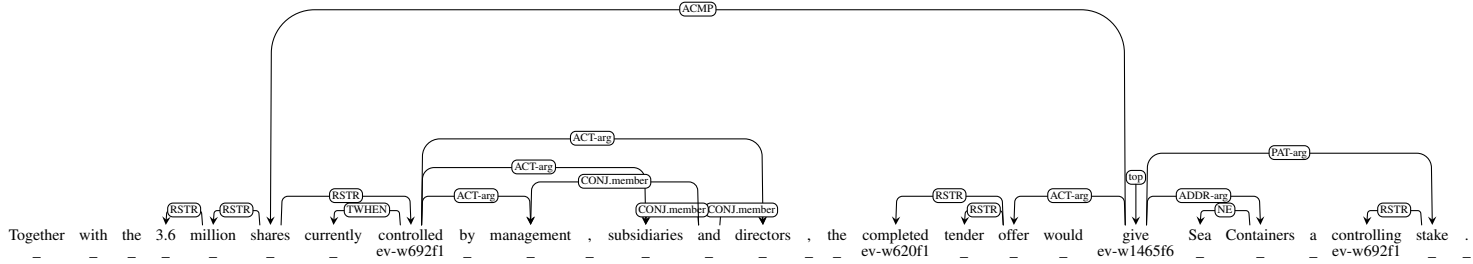 ACMP
ACT-arg
PAT-arg
ACT-arg
top
CONJ.member
RSTR ACT-arg RSTR ACT-arg ADDR-arg
RSTR RSTR TWHEN CONJ.member CONJ.member RSTR NE RSTR
Together with the 3.6 million shares currently controlled by management , subsidiaries and directors , the completed tender offer would give Sea Containers a controlling stake .
_ _ _ _ _ _ _ ev-w692f1 _ _ _ _ _ _ _ _ ev-w620f1 _ _ _ ev-w1465f6 _ _ _ ev-w692f1 _ _